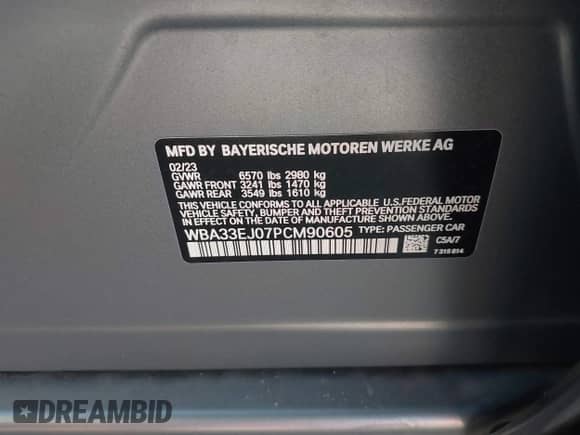 MFD BY BAYERISCHE MOTOREN WERKE AG
02/23
GVWR 6570 lbs 2980 kg
GAWR FRONT 3241 lbs 1470 kg
GAWR REAR 3549 lbs 1610 kg
THIS VEHICLE CONFORMS TO ALL APPLICABLE U.S. FEDERAL MOTOR
VEHICLE SAFETY, BUMPER, AND THEFT PREVENTION STANDARDS
IN EFFECT ON THE DATE OF MANUFACTURE SHOWN ABOVE.
WBA33EJ07PCM90605 TYPE: PASSENGER CAR
C5A/7
7 318 814
DREAMBID